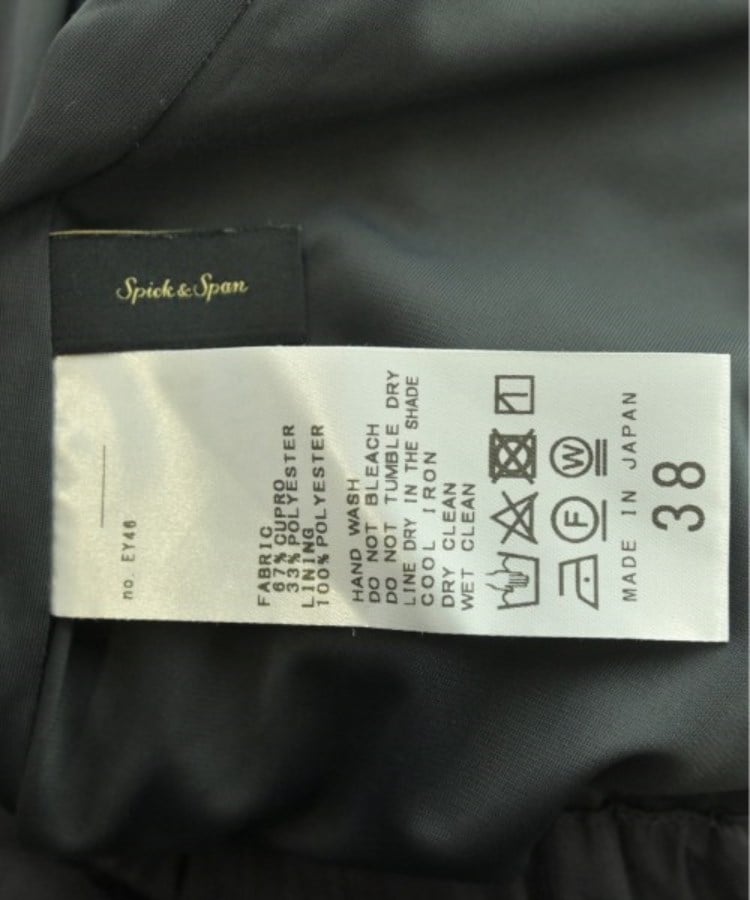 Spick & Span
no. EY46
FABRIC
67% CUPRO
33% POLYESTER
LINING
100% POLYESTER
HAND WASH
DO NOT BLEACH
DO NOT TUMBLE DRY
LINE DRY IN THE SHADE
COOL IRON
DRY CLEAN
WET CLEAN
F W
MADE IN JAPAN
38